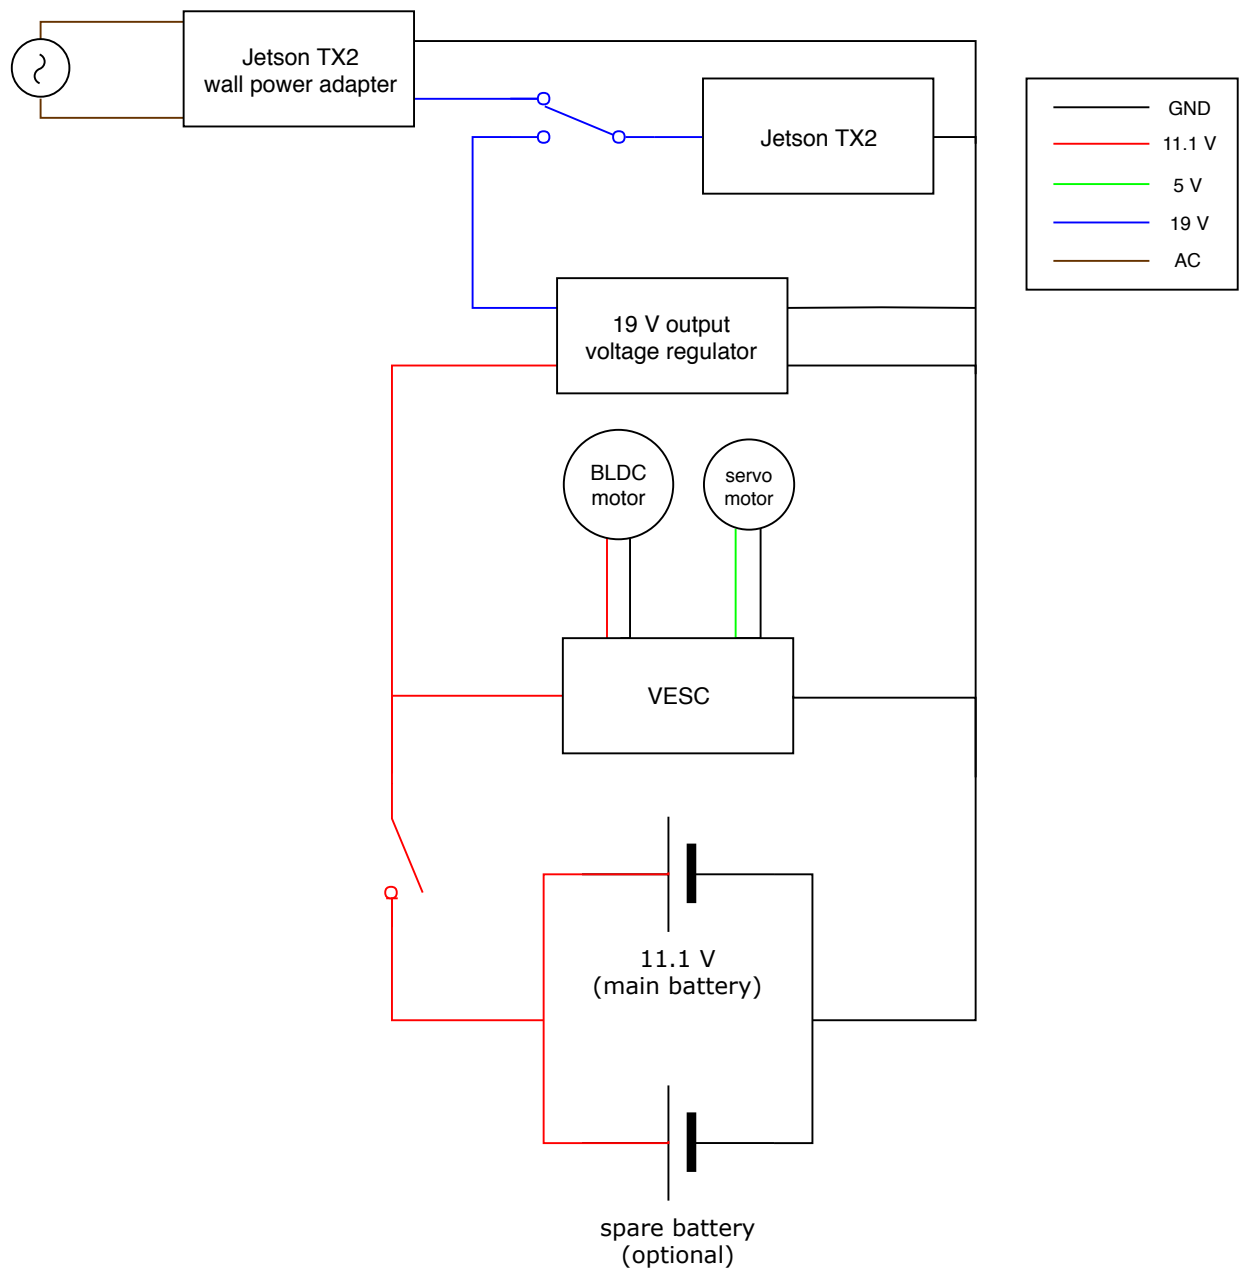 Jetson TX2
wall power adapter
Jetson TX2
GND
11.1 V
5 V
19 V
AC
19 V output
voltage regulator
BLDC
motor
servo
motor
VESC
11.1 V
(main battery)
spare battery
(optional)